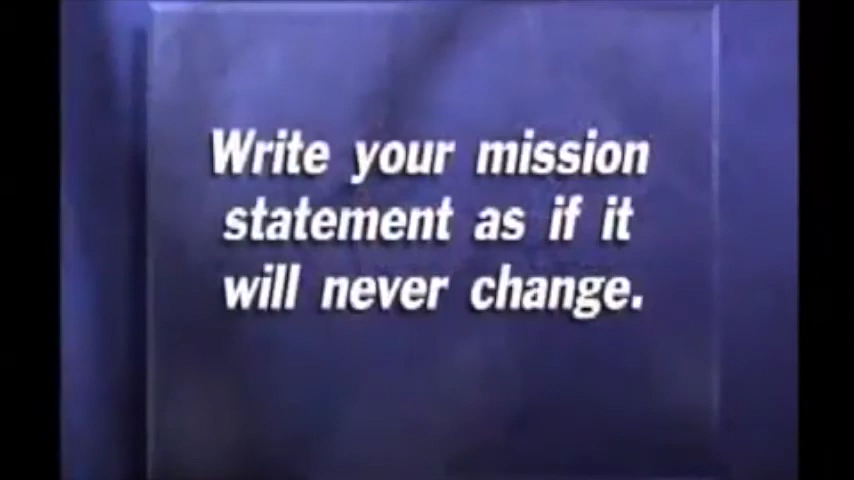 Write your mission
statement as if it
will never change.